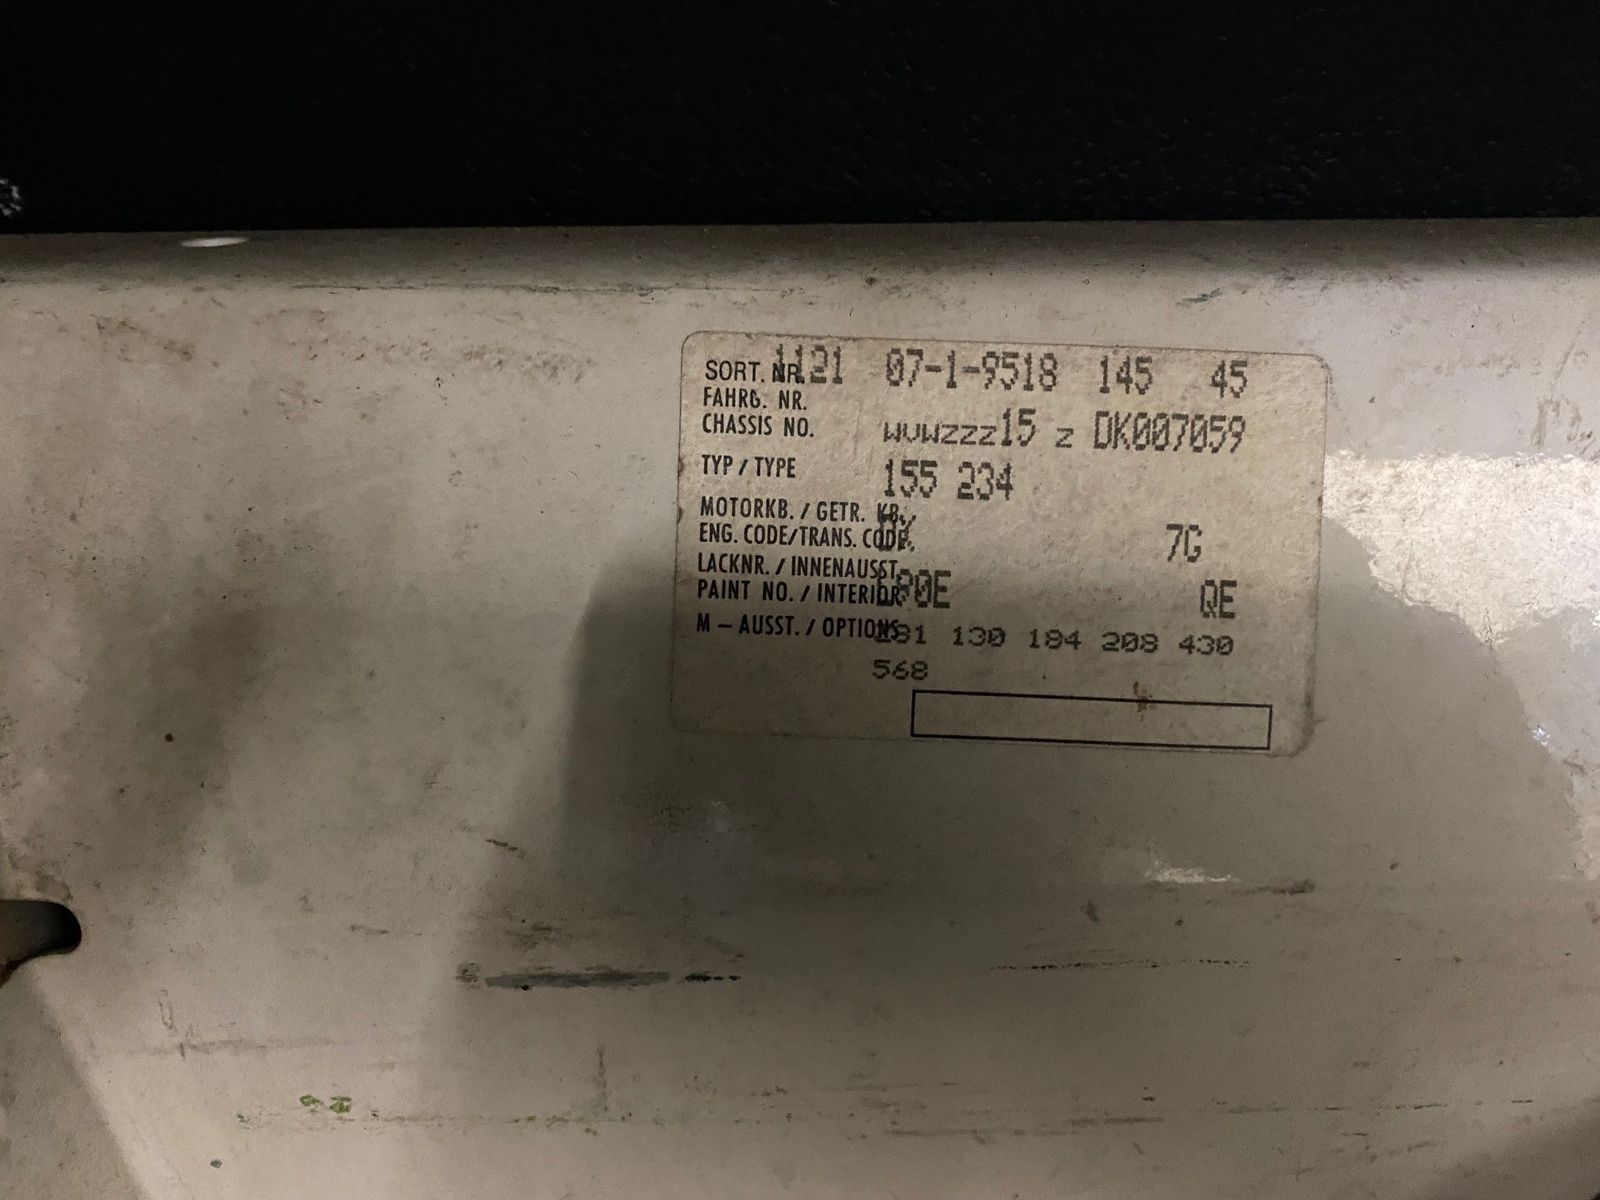 SORT. NR. 1121 07-1-9518 145 45
FAHRG. NR.
CHASSIS NO. WVWZZZ15 Z DK007059
TYP / TYPE 155 234
MOTORKB. / GETR. KB.
ENG. CODE/TRANS. CODE. 7G
LACKNR. / INNENAUSST.
PAINT NO. / INTERIOR L90E QE
M – AUSST. / OPTIONS 130 184 208 430
568